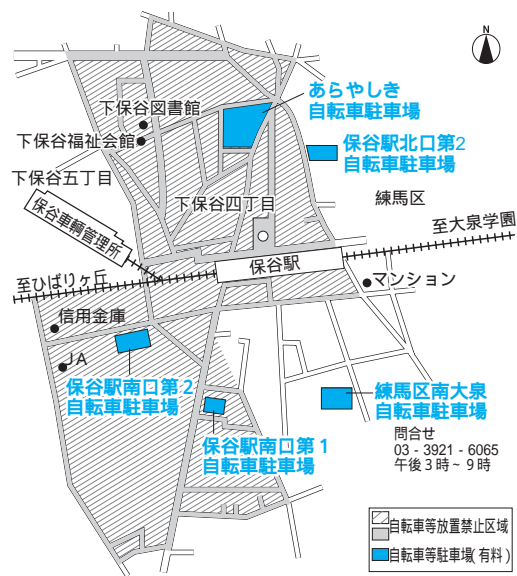 N
あらやしき
自転車駐車場
下保谷図書館
下保谷福祉会館
保谷駅北口第2
自転車駐車場
下保谷五丁目
下保谷四丁目
練馬区
保谷車輌管理所
至大泉学園
保谷駅
至ひばりヶ丘
マンション
信用金庫
JA
保谷駅南口第2
自転車駐車場
練馬区南大泉
自転車駐車場
保谷駅南口第1
自転車駐車場
問合せ
03-3921-6065
午後3時~9時
自転車等放置禁止区域
自転車等駐車場(有料)